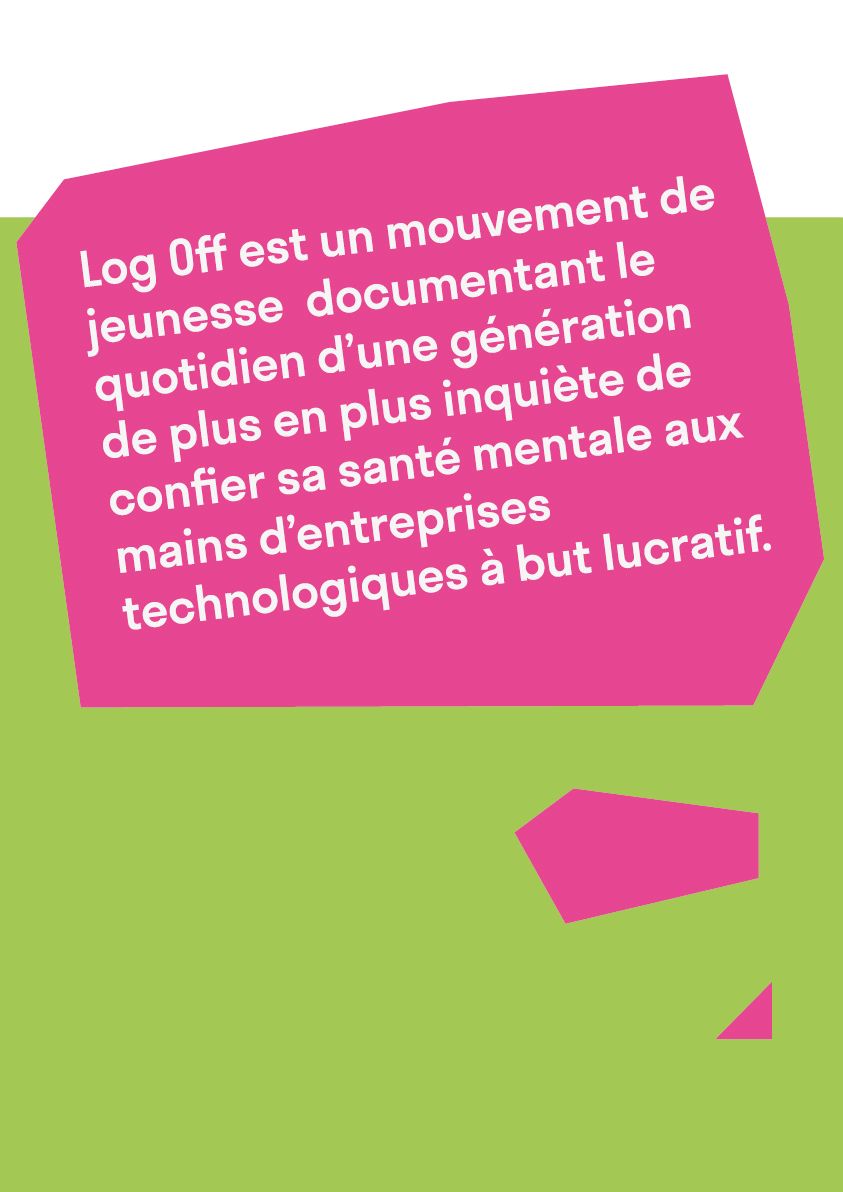 Log Off est un mouvement de
jeunesse  documentant le
quotidien d’une génération
de plus en plus inquiète de
confier sa santé mentale aux
mains d’entreprises
technologiques à but lucratif.